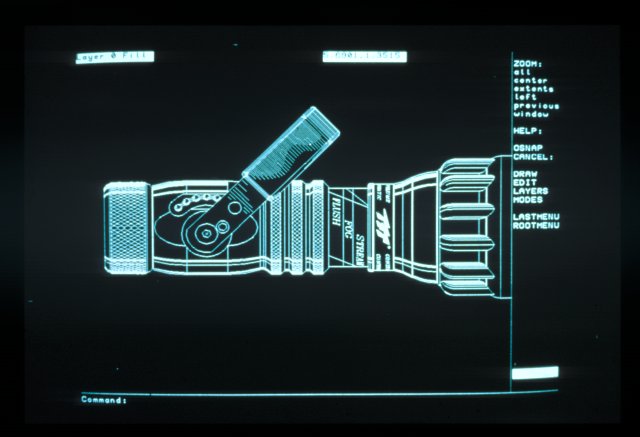 Layer 0 Fill
ZOOM:
all
center
extents
left
previous
window
HELP:
OSNAP
CANCEL:
DRAW
EDIT
LAYERS
MODES
LASTMENU
ROOTMENU
FLUSH
FOG
STREAM
Command: